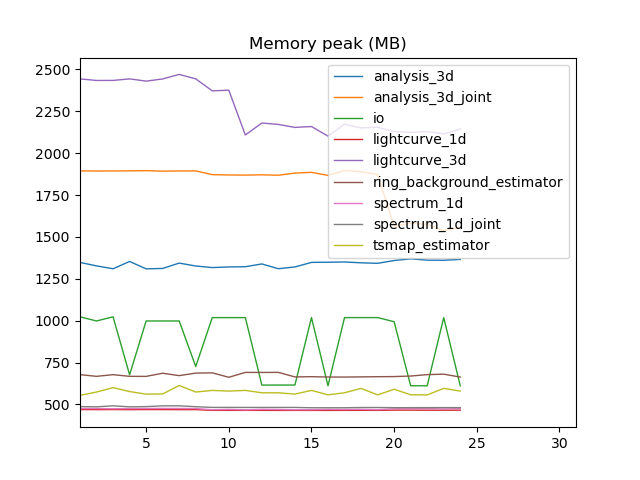 Memory peak (MB)
2500
2250
2000
1750
1500
1250
1000
750
500
5
10
15
20
25
30
analysis_3d
analysis_3d_joint
io
lightcurve_1d
lightcurve_3d
ring_background_estimator
spectrum_1d
spectrum_1d_joint
tsmap_estimator